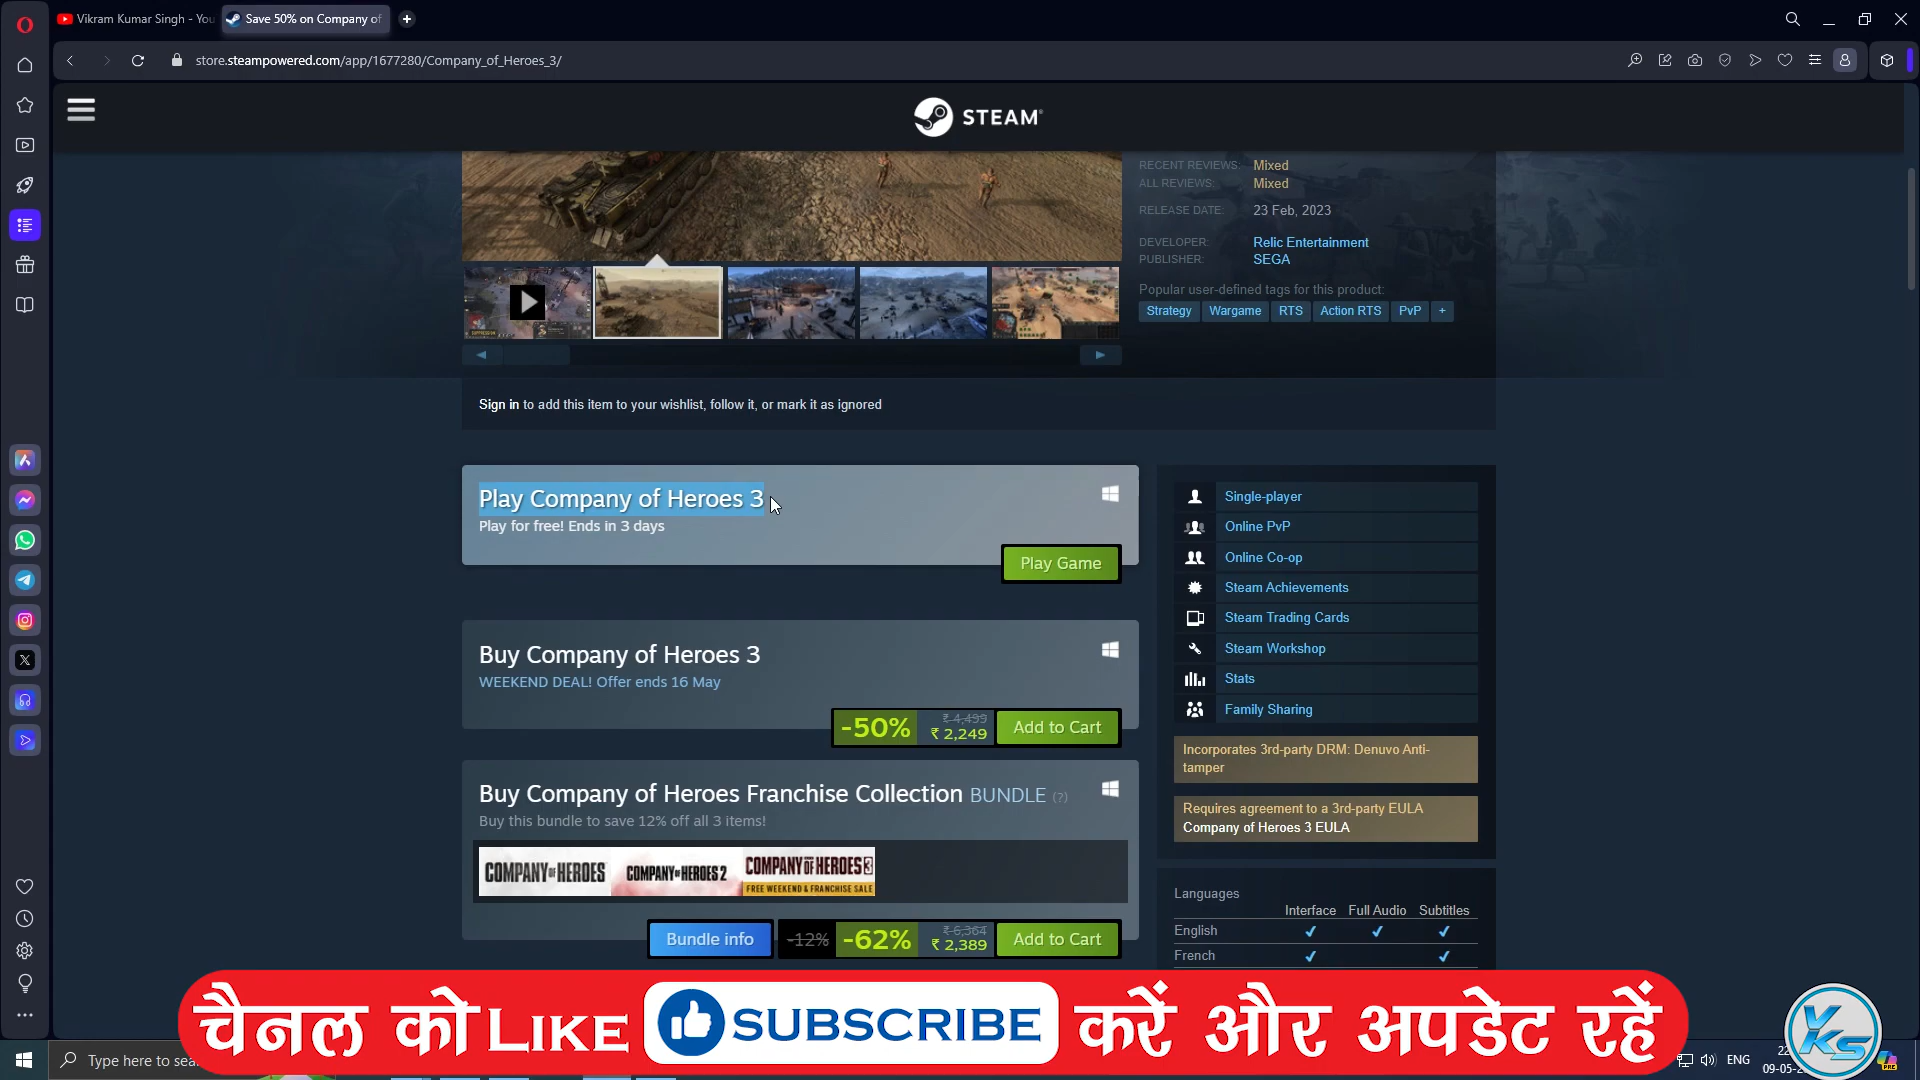 Vikram Kumar Singh - You
Save 50% on Company of
store.steampowered.com/app/1677280/Company_of_Heroes_3/
STEAM
RECENT REVIEWS: Mixed
ALL REVIEWS: Mixed
RELEASE DATE: 23 Feb, 2023
DEVELOPER: Relic Entertainment
PUBLISHER: SEGA
Popular user-defined tags for this product:
Strategy Wargame RTS Action RTS PvP +
Sign in to add this item to your wishlist, follow it, or mark it as ignored
Play Company of Heroes 3
Play for free! Ends in 3 days
Play Game
Buy Company of Heroes 3
WEEKEND DEAL! Offer ends 16 May
-50% ₹ 4,499 ₹ 2,249 Add to Cart
Buy Company of Heroes Franchise Collection BUNDLE (?)
Buy this bundle to save 12% off all 3 items!
COMPANY OF HEROES COMPANY OF HEROES 2 COMPANY OF HEROES 3
FREE WEEKEND & FRANCHISE SALE
Bundle info -12% -62% ₹ 6,364 ₹ 2,389 Add to Cart
Single-player
Online PvP
Online Co-op
Steam Achievements
Steam Trading Cards
Steam Workshop
Stats
Family Sharing
Incorporates 3rd-party DRM: Denuvo Anti-
tamper
Requires agreement to a 3rd-party EULA
Company of Heroes 3 EULA
Languages
Interface Full Audio Subtitles
English ✔ ✔ ✔
French ✔ ✔
चैनल को LIKE SUBSCRIBE करें और अपडेट रहें
Type here to sea
ENG
09-05-2
VKS